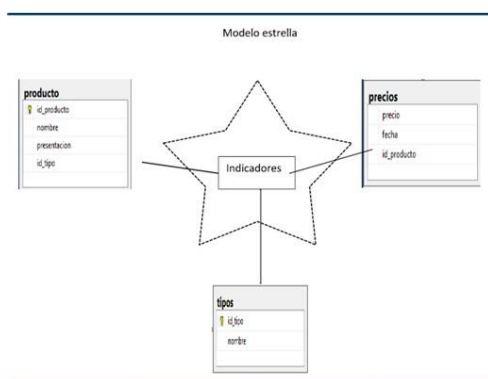 Modelo estrella
producto
id_producto
nombre
presentacion
id_tipo
Indicadores
precios
precio
fecha
id_producto
tipos
id_tipo
nombre